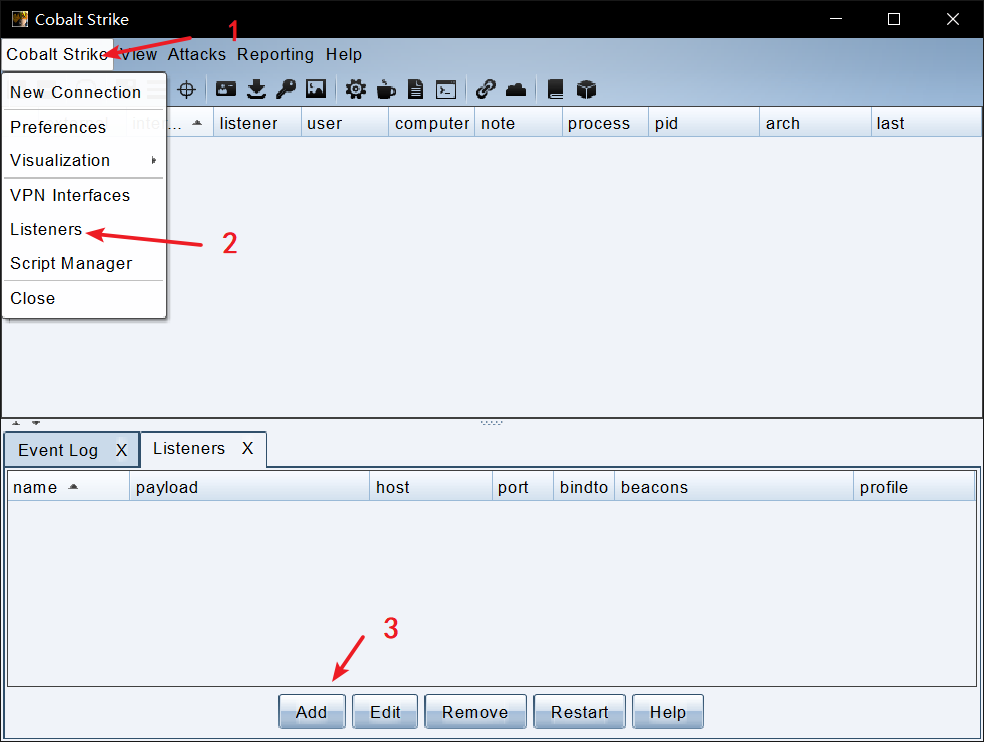 Cobalt Strike
1
Cobalt Strike View Attacks Reporting Help
New Connection
inter... listener user computer note process pid arch last
Preferences
Visualization
VPN Interfaces
Listeners
2
Script Manager
Close
Event Log X Listeners X
name payload host port bindto beacons profile
3
Add Edit Remove Restart Help